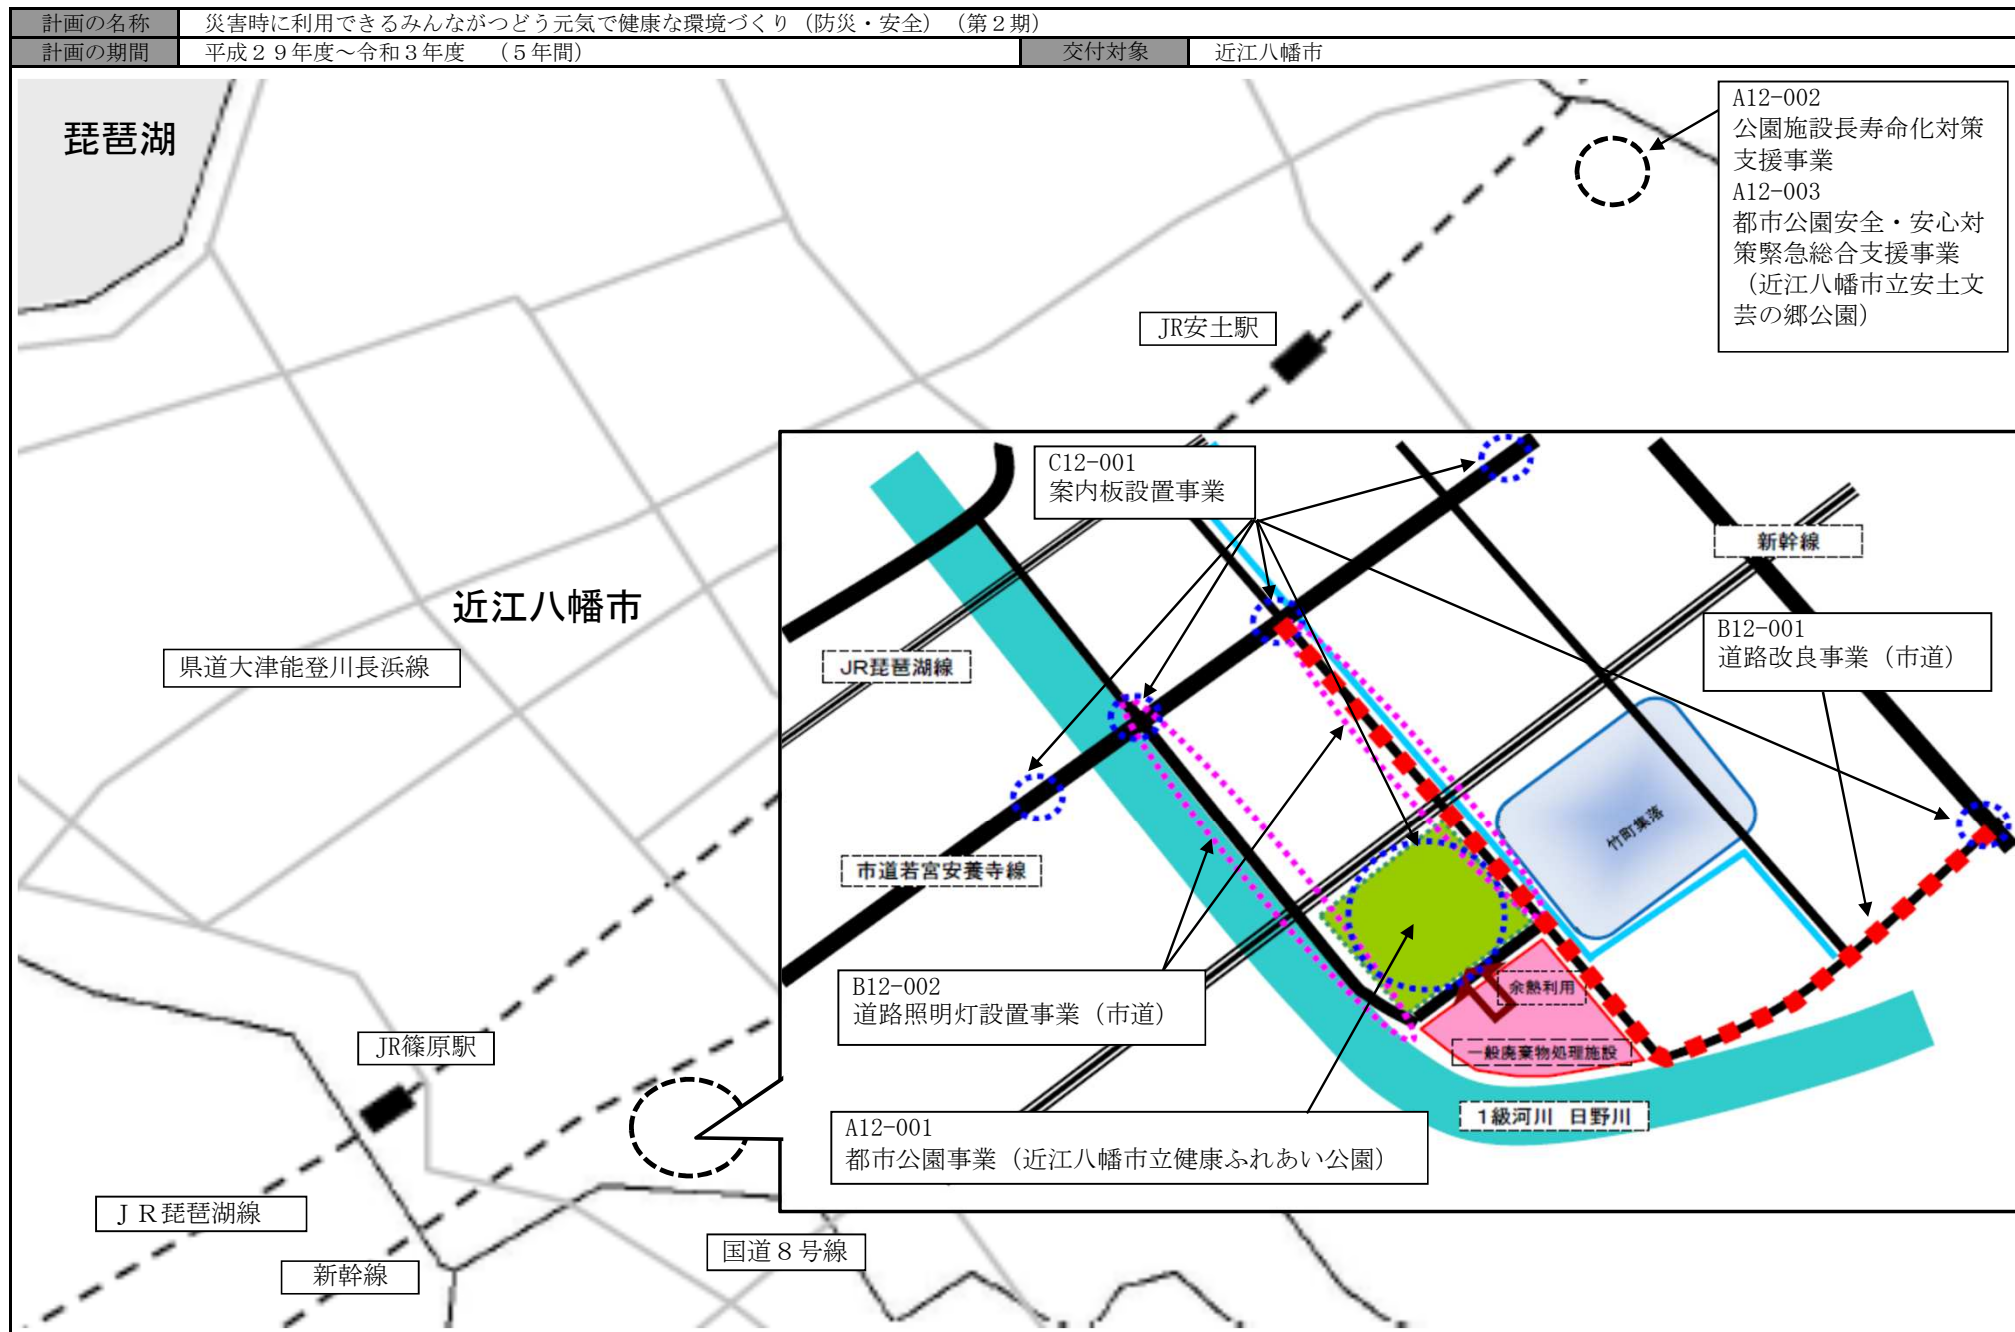 計画の名称 災害時に利用できるみんながつどう元気で健康な環境づくり（防災・安全）（第２期）
計画の期間 平成２９年度～令和３年度 （５年間） 交付対象 近江八幡市
琵琶湖
A12-002
公園施設長寿命化対策
支援事業
A12-003
都市公園安全・安心対
策緊急総合支援事業
（近江八幡市立安土文
芸の郷公園）
JR安土駅
C12-001
案内板設置事業
新幹線
近江八幡市
B12-001
道路改良事業（市道）
県道大津能登川長浜線
JR琵琶湖線
竹町集落
市道若宮安養寺線
B12-002
道路照明灯設置事業（市道）
余熱利用
JR篠原駅
一般廃棄物処理施設
1級河川 日野川
A12-001
都市公園事業（近江八幡市立健康ふれあい公園）
ＪＲ琵琶湖線
国道８号線
新幹線